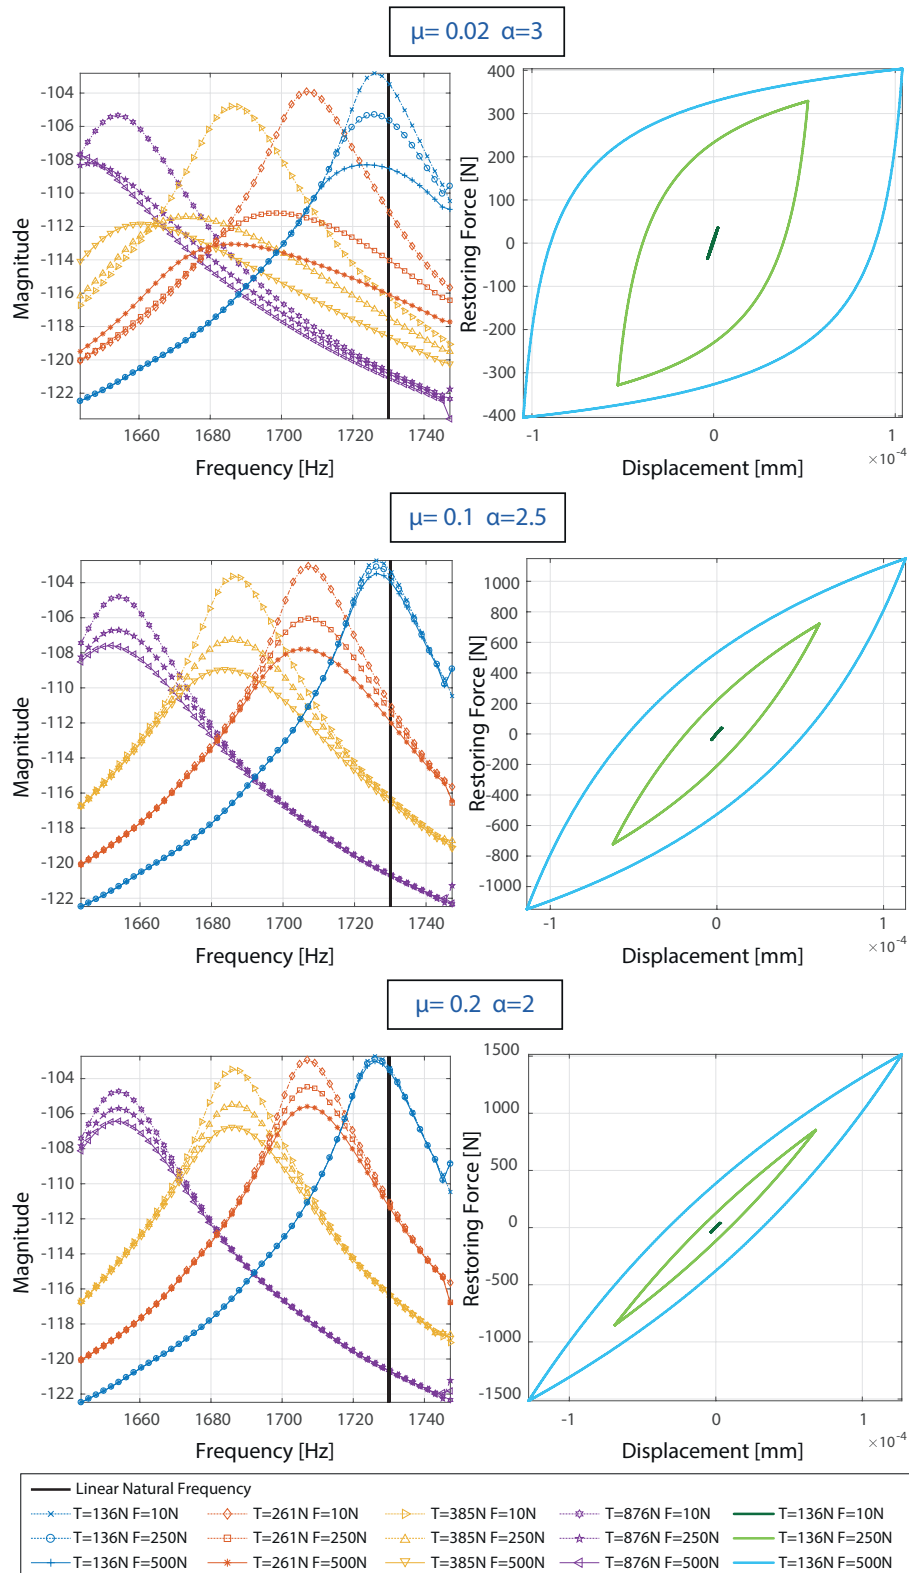 μ= 0.02 α=3
-104
-106
-108
-110
-112
-114
-116
-118
-120
-122
Magnitude
1660 1680 1700 1720 1740
Frequency [Hz]
400
300
200
100
0
-100
-200
-300
-400
Restoring Force [N]
-1 0 1
×10-4
Displacement [mm]
μ= 0.1 α=2.5
-104
-106
-108
-110
-112
-114
-116
-118
-120
-122
Magnitude
1660 1680 1700 1720 1740
Frequency [Hz]
1000
800
600
400
200
0
-200
-400
-600
-800
-1000
Restoring Force [N]
-1 0 1
×10-4
Displacement [mm]
μ= 0.2 α=2
-104
-106
-108
-110
-112
-114
-116
-118
-120
-122
Magnitude
1660 1680 1700 1720 1740
Frequency [Hz]
1500
1000
500
0
-500
-1000
-1500
Restoring Force [N]
-1 0 1
×10-4
Displacement [mm]
Linear Natural Frequency
T=136N F=10N T=261N F=10N T=385N F=10N T=876N F=10N T=136N F=10N
T=136N F=250N T=261N F=250N T=385N F=250N T=876N F=250N T=136N F=250N
T=136N F=500N T=261N F=500N T=385N F=500N T=876N F=500N T=136N F=500N